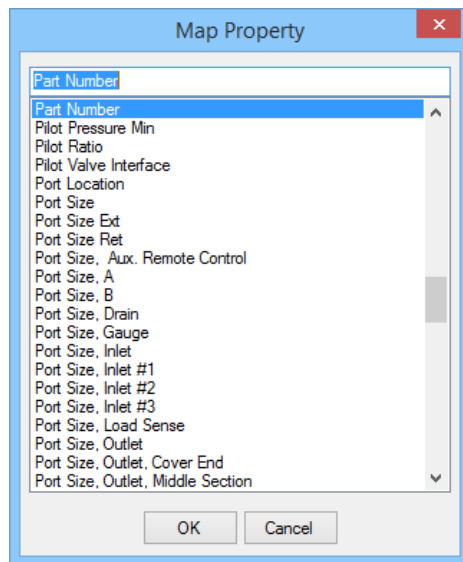 Map Property
×
Part Number
Part Number
Pilot Pressure Min
Pilot Ratio
Pilot Valve Interface
Port Location
Port Size
Port Size Ext
Port Size Ret
Port Size,  Aux. Remote Control
Port Size, A
Port Size, B
Port Size, Drain
Port Size, Gauge
Port Size, Inlet
Port Size, Inlet #1
Port Size, Inlet #2
Port Size, Inlet #3
Port Size, Load Sense
Port Size, Outlet
Port Size, Outlet, Cover End
Port Size, Outlet, Middle Section
OK Cancel